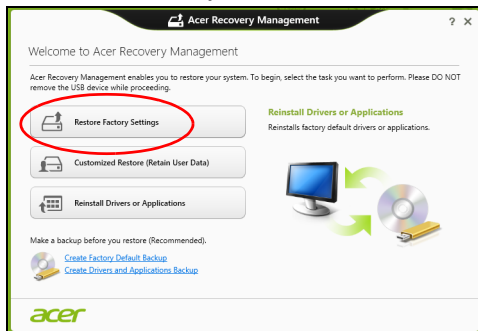 Acer Recovery Management
? X
Welcome to Acer Recovery Management
Acer Recovery Management enables you to restore your system. To begin, select the task you want to perform. Please DO NOT
remove the USB device while proceeding.
Restore Factory Settings
Customized Restore (Retain User Data)
Reinstall Drivers or Applications
Reinstall Drivers or Applications
Reinstalls factory default drivers or applications.
Make a backup before you restore (Recommended).
Create Factory Default Backup
Create Drivers and Applications Backup
acer